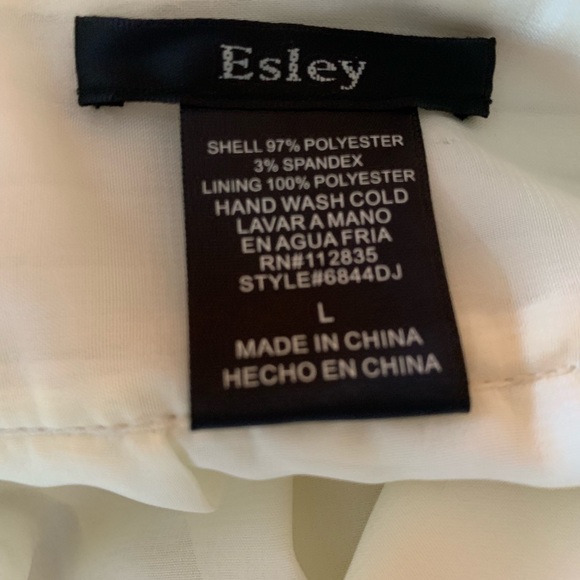 Esley
SHELL 97% POLYESTER
3% SPANDEX
LINING 100% POLYESTER
HAND WASH COLD
LAVAR A MANO
EN AGUA FRIA
RN#112835
STYLE#6844DJ
L
MADE IN CHINA
HECHO EN CHINA